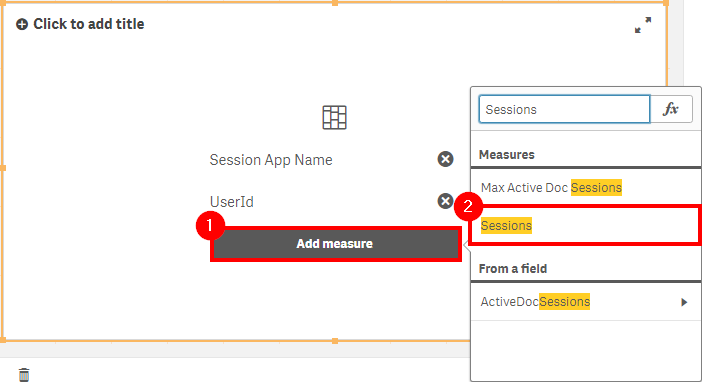 Click to add title
Session App Name
UserId
1
Add measure
Sessions
fx
Measures
Max Active Doc Sessions
2
Sessions
From a field
ActiveDocSessions